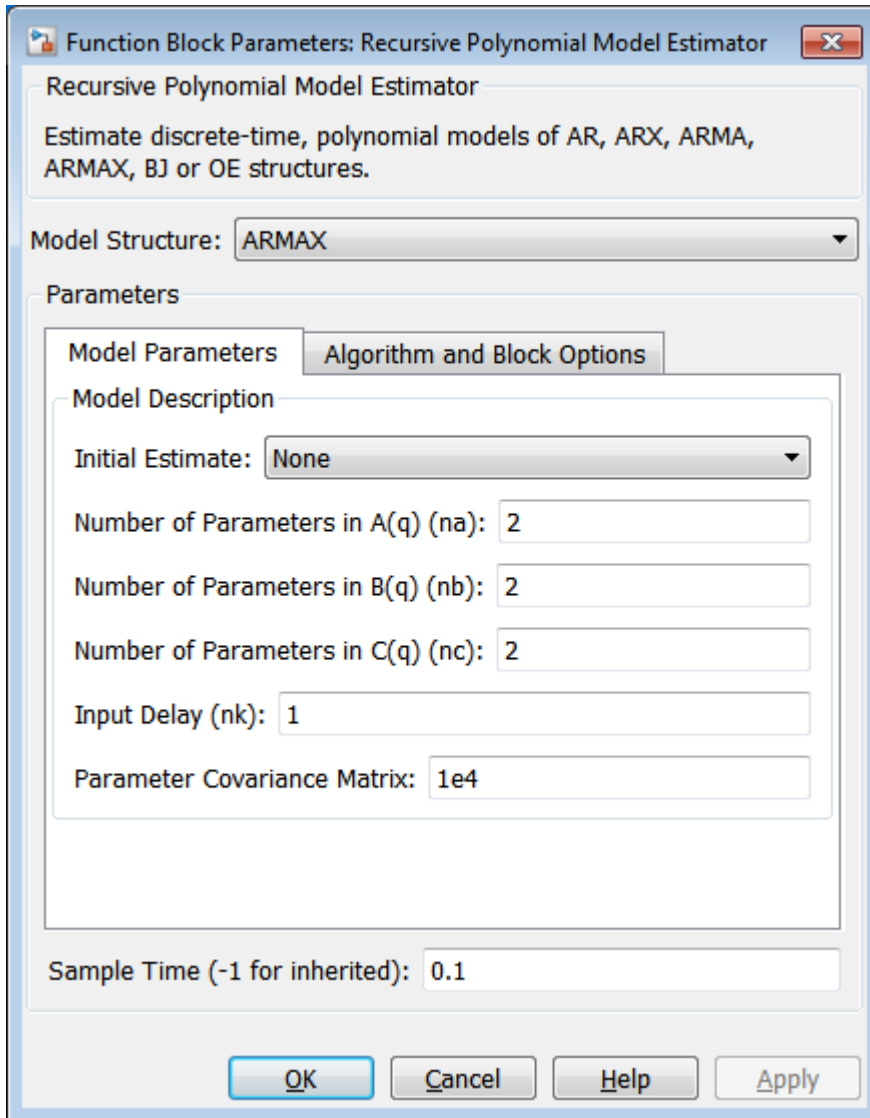 Function Block Parameters: Recursive Polynomial Model Estimator
Recursive Polynomial Model Estimator
Estimate discrete-time, polynomial models of AR, ARX, ARMA,
ARMAX, BJ or OE structures.
Model Structure: ARMAX
Parameters
Model Parameters Algorithm and Block Options
Model Description
Initial Estimate: None
Number of Parameters in A(q) (na): 2
Number of Parameters in B(q) (nb): 2
Number of Parameters in C(q) (nc): 2
Input Delay (nk): 1
Parameter Covariance Matrix: 1e4
Sample Time (-1 for inherited): 0.1
OK Cancel Help Apply